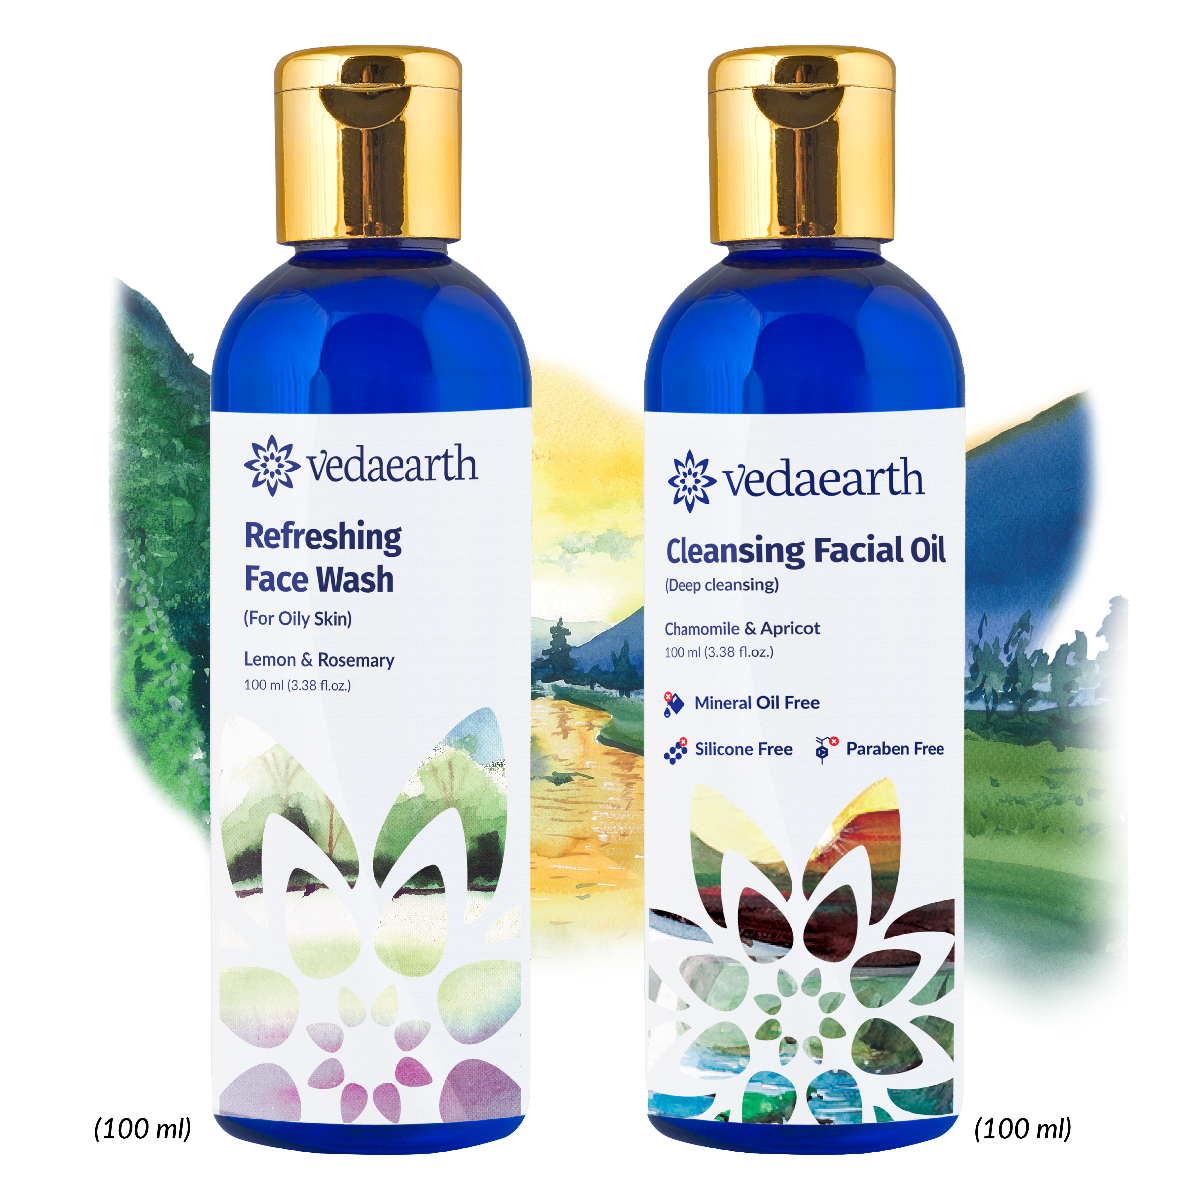 vedaearth
Refreshing
Face Wash
(For Oily Skin)
Lemon & Rosemary
100 ml (3.38 fl.oz.)
vedaearth
Cleansing Facial Oil
(Deep cleansing)
Chamomile & Apricot
100 ml (3.38 fl.oz.)
Mineral Oil Free
Silicone Free Paraben Free
(100 ml)
(100 ml)